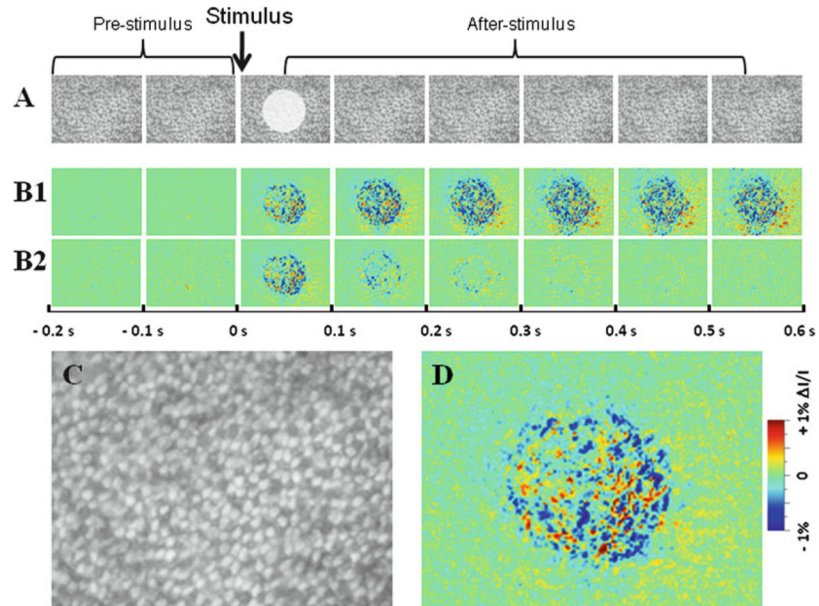 Pre-stimulus
Stimulus
After-stimulus
A
B1
B2
- 0.2 s
- 0.1 s
0 s
0.1 s
0.2 s
0.3 s
0.4 s
0.5 s
0.6 s
C
D
+ 1% ΔI/I
0
- 1%